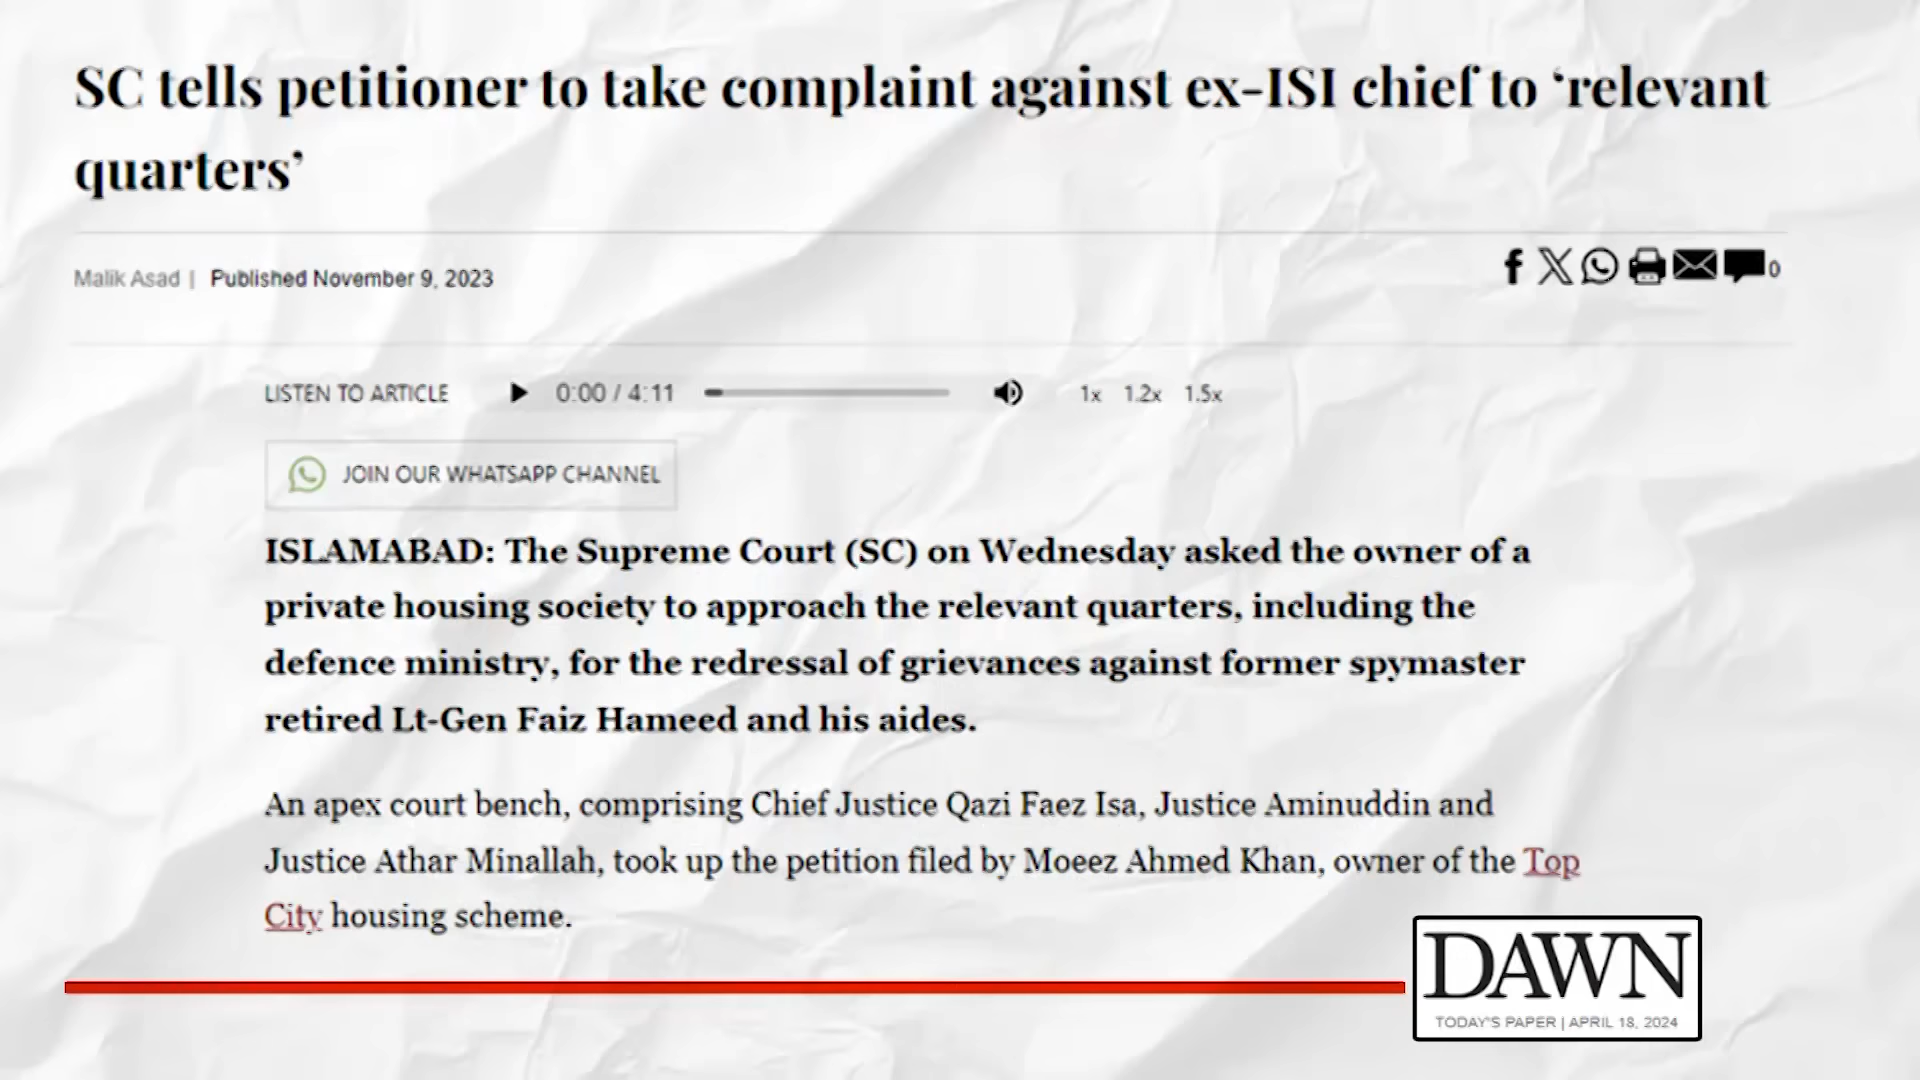 SC tells petitioner to take complaint against ex-ISI chief to ‘relevant
quarters’
Malik Asad | Published November 9, 2023
0
LISTEN TO ARTICLE 0:00 / 4:11 1x 1.2x 1.5x
JOIN OUR WHATSAPP CHANNEL
ISLAMABAD: The Supreme Court (SC) on Wednesday asked the owner of a
private housing society to approach the relevant quarters, including the
defence ministry, for the redressal of grievances against former spymaster
retired Lt-Gen Faiz Hameed and his aides.
An apex court bench, comprising Chief Justice Qazi Faez Isa, Justice Aminuddin and
Justice Athar Minallah, took up the petition filed by Moeez Ahmed Khan, owner of the Top
City housing scheme.
DAWN
TODAY'S PAPER | APRIL 18, 2024